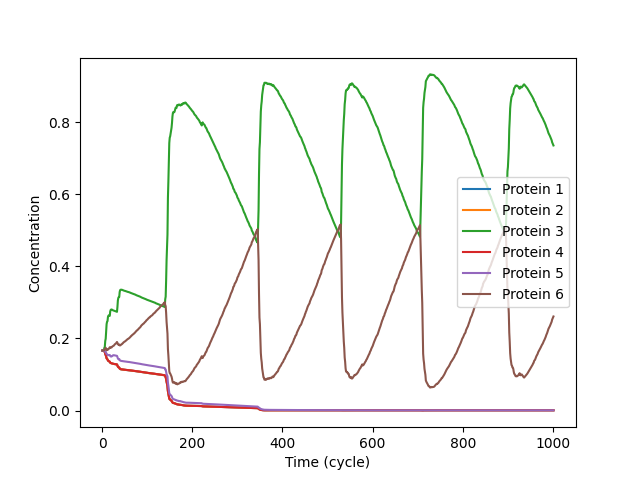 0.8
0.6
0.4
0.2
0.0
Concentration
0
200
400
600
800
1000
Time (cycle)
Protein 1
Protein 2
Protein 3
Protein 4
Protein 5
Protein 6